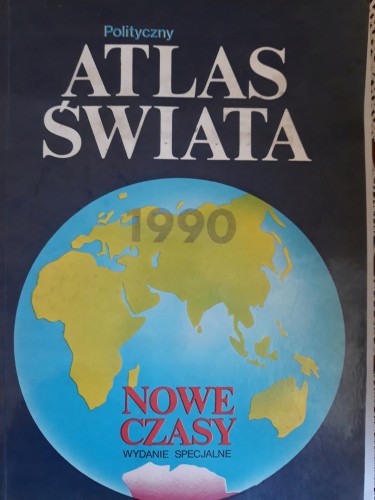 Polityczny
ATLAS
ŚWIATA
1990
NOWE
CZASY
WYDANIE SPECJALNE